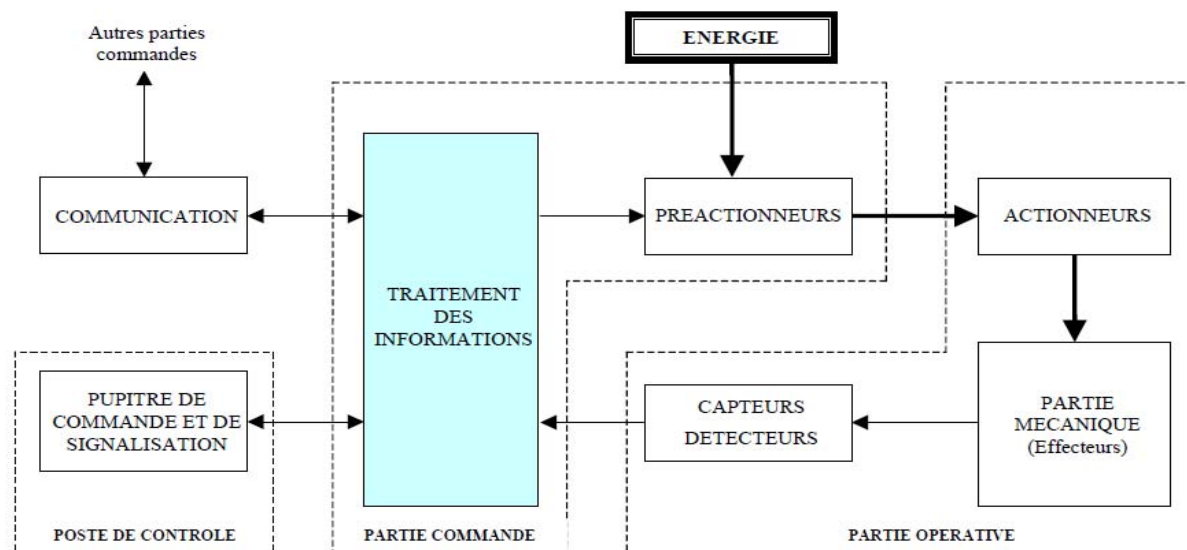 Autres parties
commandes
ENERGIE
COMMUNICATION
PREACTIONNEURS
ACTIONNEURS
TRAITEMENT
DES
INFORMATIONS
PUPITRE DE
COMMANDE ET DE
SIGNALISATION
CAPTEURS
DETECTEURS
PARTIE
MECANIQUE
(Effecteurs)
POSTE DE CONTROLE
PARTIE COMMANDE
PARTIE OPERATIVE